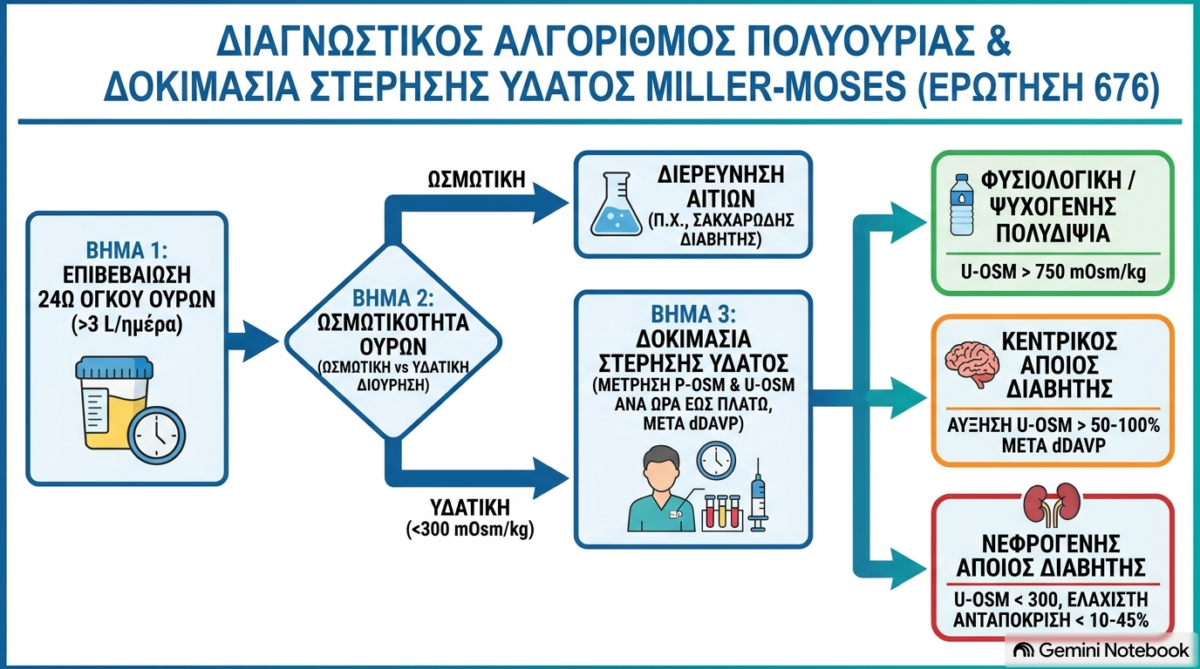 ΔΙΑΓΝΩΣΤΙΚΟΣ ΑΛΓΟΡΙΘΜΟΣ ΠΟΛΥΟΥΡΙΑΣ &
ΔΟΚΙΜΑΣΙΑ ΣΤΕΡΗΣΗΣ ΥΔΑΤΟΣ MILLER-MOSES (ΕΡΩΤΗΣΗ 676)
ΒΗΜΑ 1:
ΕΠΙΒΕΒΑΙΩΣΗ
24Ω ΟΓΚΟΥ ΟΥΡΩΝ
(>3 L/ημέρα)
ΒΗΜΑ 2:
ΩΣΜΩΤΙΚΟΤΗΤΑ
ΟΥΡΩΝ
(ΩΣΜΩΤΙΚΗ vs ΥΔΑΤΙΚΗ
ΔΙΟΥΡΗΣΗ)
ΩΣΜΩΤΙΚΗ
ΥΔΑΤΙΚΗ
(<300 mOsm/kg)
ΔΙΕΡΕΥΝΗΣΗ
ΑΙΤΙΩΝ
(Π.Χ., ΣΑΚΧΑΡΩΔΗΣ
ΔΙΑΒΗΤΗΣ)
ΒΗΜΑ 3:
ΔΟΚΙΜΑΣΙΑ
ΣΤΕΡΗΣΗΣ ΥΔΑΤΟΣ
(ΜΕΤΡΗΣΗ P-OSM & U-OSM
ΑΝΑ ΩΡΑ ΕΩΣ ΠΛΑΤΩ,
ΜΕΤΑ dDAVP)
ΦΥΣΙΟΛΟΓΙΚΗ /
ΨΥΧΟΓΕΝΗΣ
ΠΟΛΥΔΙΨΙΑ
U-OSM > 750 mOsm/kg
ΚΕΝΤΡΙΚΟΣ
ΑΠΟΙΟΣ
ΔΙΑΒΗΤΗΣ
ΑΥΞΗΣΗ U-OSM > 50-100%
ΜΕΤΑ dDAVP
ΝΕΦΡΟΓΕΝΗΣ
ΑΠΟΙΟΣ ΔΙΑΒΗΤΗΣ
U-OSM < 300, ΕΛΑΧΙΣΤΗ
ΑΝΤΑΠΟΚΡΙΣΗ < 10-45%
Gemini Notebook